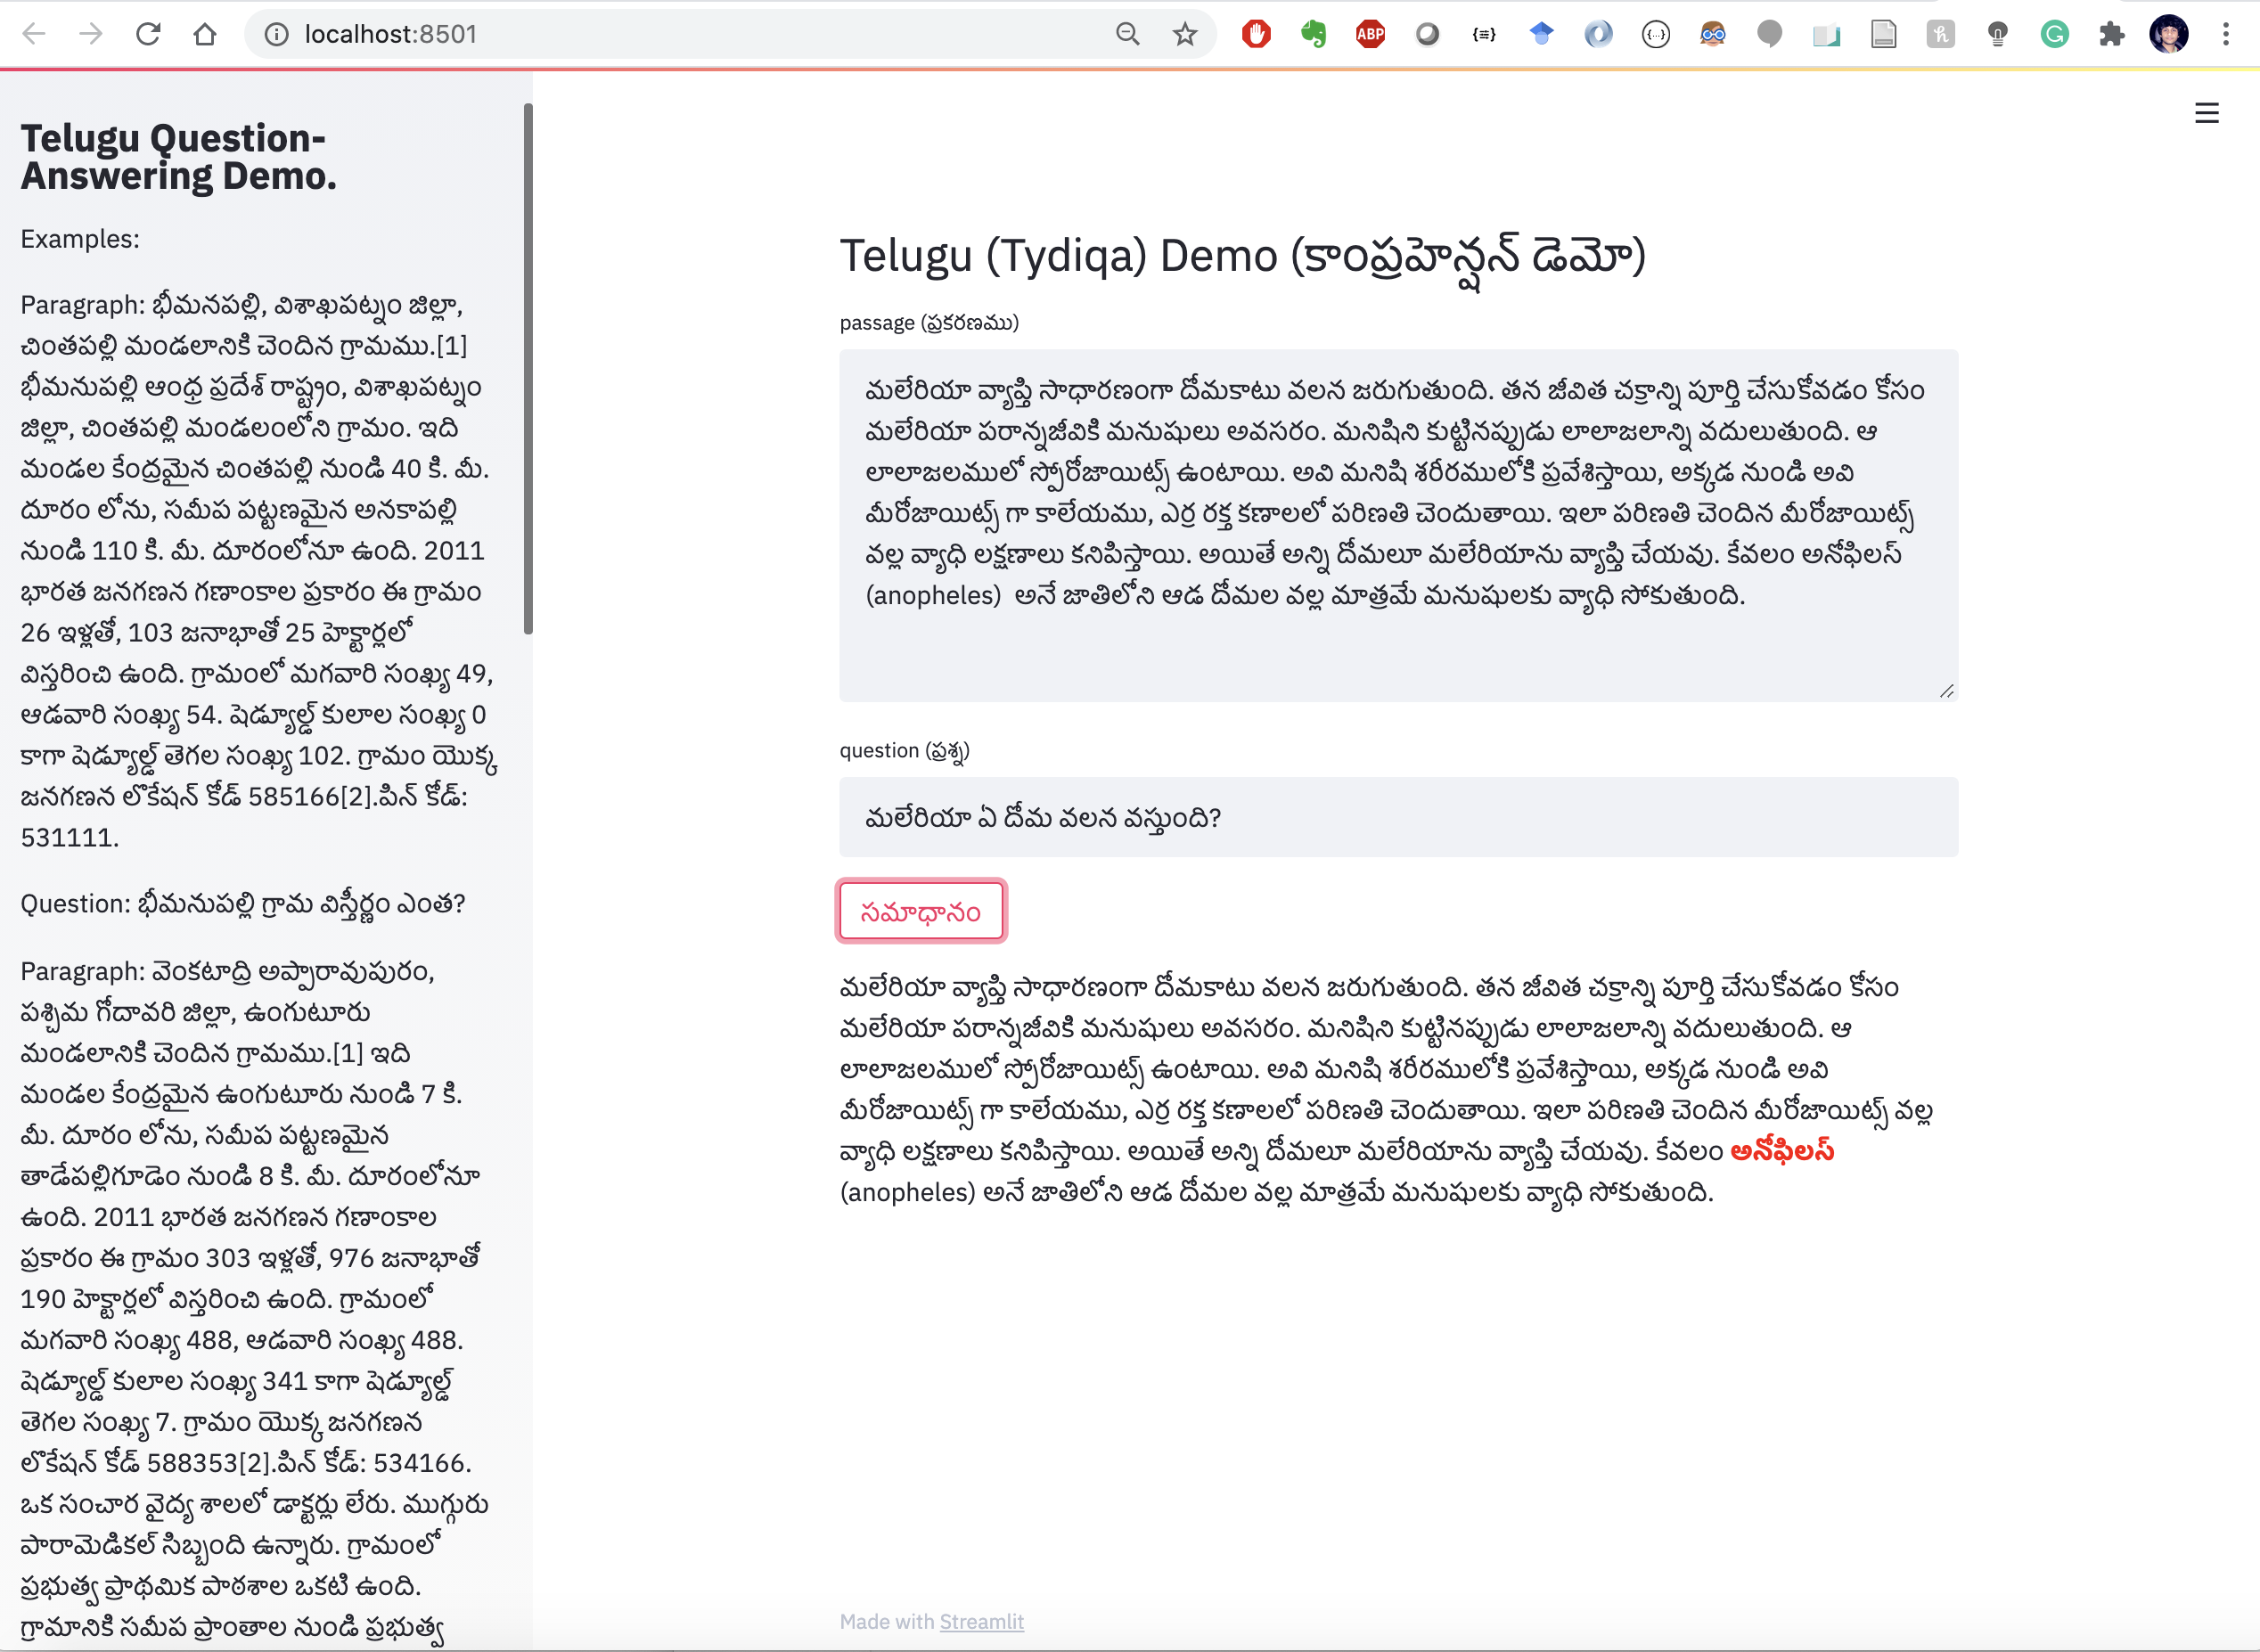 localhost:8501
ABP
Telugu Question-
Answering Demo.
Examples:
Paragraph: భీమనపల్లి, విశాఖపట్నం జిల్లా,
చింతపల్లి మండలానికి చెందిన గ్రామము.[1]
భీమనుపల్లి ఆంధ్ర ప్రదేశ్ రాష్ట్రం, విశాఖపట్నం
జిల్లా, చింతపల్లి మండలంలోని గ్రామం. ఇది
మండల కేంద్రమైన చింతపల్లి నుండి 40 కి. మీ.
దూరం లోను, సమీప పట్టణమైన అనకాపల్లి
నుండి 110 కి. మీ. దూరంలోనూ ఉంది. 2011
భారత జనగణన గణాంకాల ప్రకారం ఈ గ్రామం
26 ఇళ్లతో, 103 జనాభాతో 25 హెక్టార్లలో
విస్తరించి ఉంది. గ్రామంలో మగవారి సంఖ్య 49,
ఆడవారి సంఖ్య 54. షెడ్యూల్డ్ కులాల సంఖ్య 0
కాగా షెడ్యూల్డ్ తెగల సంఖ్య 102. గ్రామం యొక్క
జనగణన లొకేషన్ కోడ్ 585166[2].పిన్ కోడ్:
531111.
Question: భీమనుపల్లి గ్రామ విస్తీర్ణం ఎంత?
Paragraph: వెంకటాద్రి అప్పారావుపురం,
పశ్చిమ గోదావరి జిల్లా, ఉంగుటూరు
మండలానికి చెందిన గ్రామము.[1] ఇది
మండల కేంద్రమైన ఉంగుటూరు నుండి 7 కి.
మీ. దూరం లోను, సమీప పట్టణమైన
తాడేపల్లిగూడెం నుండి 8 కి. మీ. దూరంలోనూ
ఉంది. 2011 భారత జనగణన గణాంకాల
ప్రకారం ఈ గ్రామం 303 ఇళ్లతో, 976 జనాభాతో
190 హెక్టార్లలో విస్తరించి ఉంది. గ్రామంలో
మగవారి సంఖ్య 488, ఆడవారి సంఖ్య 488.
షెడ్యూల్డ్ కులాల సంఖ్య 341 కాగా షెడ్యూల్డ్
తెగల సంఖ్య 7. గ్రామం యొక్క జనగణన
లొకేషన్ కోడ్ 588353[2].పిన్ కోడ్: 534166.
ఒక సంచార వైద్య శాలలో డాక్టర్లు లేరు. ముగ్గురు
పారామెడికల్ సిబ్బంది ఉన్నారు. గ్రామంలో
ప్రభుత్వ ప్రాథమిక పాఠశాల ఒకటి ఉంది.
గ్రామానికి సమీప ప్రాంతాల నుండి ప్రభుత్వ
Telugu (Tydiqa) Demo (కాంప్రహెన్షన్ డెమో)
passage (ప్రకరణము)
మలేరియా వ్యాప్తి సాధారణంగా దోమకాటు వలన జరుగుతుంది. తన జీవిత చక్రాన్ని పూర్తి చేసుకోవడం కోసం
మలేరియా పరాన్నజీవికి మనుషులు అవసరం. మనిషిని కుట్టినప్పుడు లాలాజలాన్ని వదులుతుంది. ఆ
లాలాజలములో స్పోరోజాయిట్స్ ఉంటాయి. అవి మనిషి శరీరములోకి ప్రవేశిస్తాయి, అక్కడ నుండి అవి
మీరోజాయిట్స్ గా కాలేయము, ఎర్ర రక్త కణాలలో పరిణతి చెందుతాయి. ఇలా పరిణతి చెందిన మీరోజాయిట్స్
వల్ల వ్యాధి లక్షణాలు కనిపిస్తాయి. అయితే అన్ని దోమలూ మలేరియాను వ్యాప్తి చేయవు. కేవలం అనోఫిలస్
(anopheles)  అనే జాతిలోని ఆడ దోమల వల్ల మాత్రమే మనుషులకు వ్యాధి సోకుతుంది.
question (ప్రశ్న)
మలేరియా ఏ దోమ వలన వస్తుంది?
సమాధానం
మలేరియా వ్యాప్తి సాధారణంగా దోమకాటు వలన జరుగుతుంది. తన జీవిత చక్రాన్ని పూర్తి చేసుకోవడం కోసం
మలేరియా పరాన్నజీవికి మనుషులు అవసరం. మనిషిని కుట్టినప్పుడు లాలాజలాన్ని వదులుతుంది. ఆ
లాలాజలములో స్పోరోజాయిట్స్ ఉంటాయి. అవి మనిషి శరీరములోకి ప్రవేశిస్తాయి, అక్కడ నుండి అవి
మీరోజాయిట్స్ గా కాలేయము, ఎర్ర రక్త కణాలలో పరిణతి చెందుతాయి. ఇలా పరిణతి చెందిన మీరోజాయిట్స్ వల్ల
వ్యాధి లక్షణాలు కనిపిస్తాయి. అయితే అన్ని దోమలూ మలేరియాను వ్యాప్తి చేయవు. కేవలం అనోఫిలస్
(anopheles) అనే జాతిలోని ఆడ దోమల వల్ల మాత్రమే మనుషులకు వ్యాధి సోకుతుంది.
Made with Streamlit